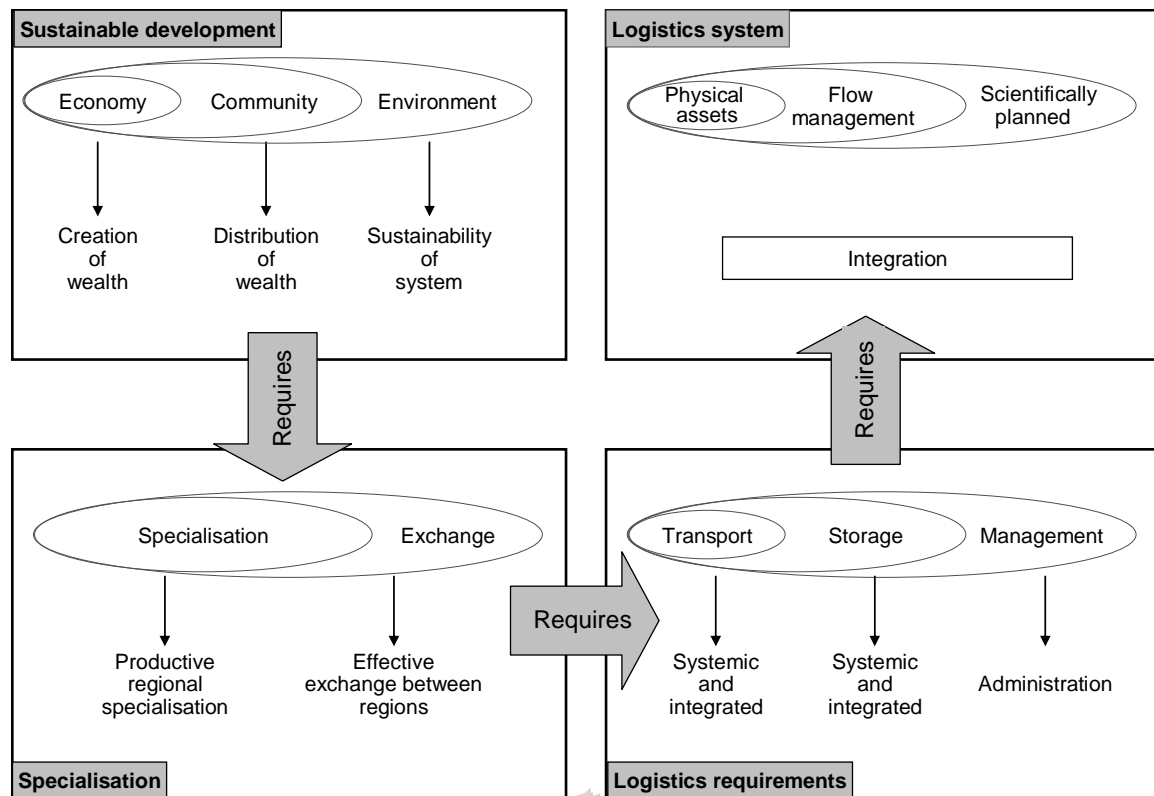 Sustainable development
Economy
Community
Environment
Creation
of
wealth
Distribution
of
wealth
Sustainability
of
system
Requires
Specialisation
Exchange
Productive
regional
specialisation
Effective
exchange between
regions
Specialisation
Requires
Transport
Storage
Management
Systemic
and
integrated
Systemic
and
integrated
Administration
Logistics requirements
Requires
Logistics system
Physical
assets
Flow
management
Scientifically
planned
Integration